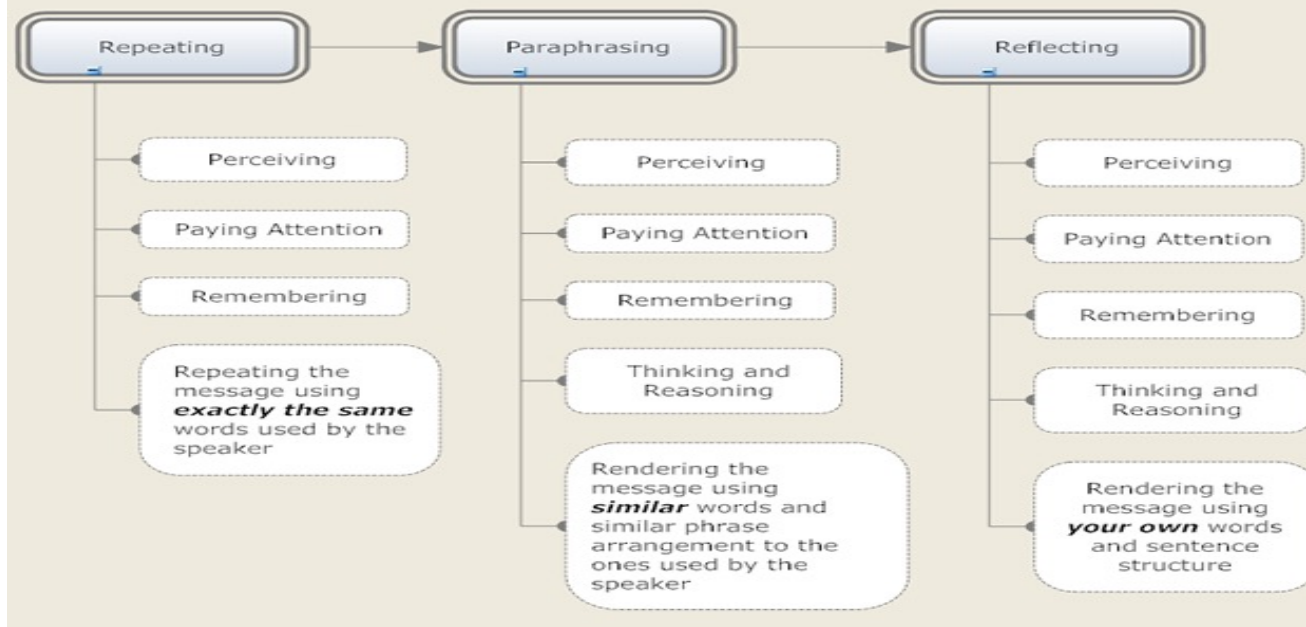 Repeating
Perceiving
Paying Attention
Remembering
Repeating the
message using
exactly the same
words used by the
speaker
Paraphrasing
Perceiving
Paying Attention
Remembering
Thinking and
Reasoning
Rendering the
message using
similar words and
similar phrase
arrangement to the
ones used by the
speaker
Reflecting
Perceiving
Paying Attention
Remembering
Thinking and
Reasoning
Rendering the
message using
your own words
and sentence
structure